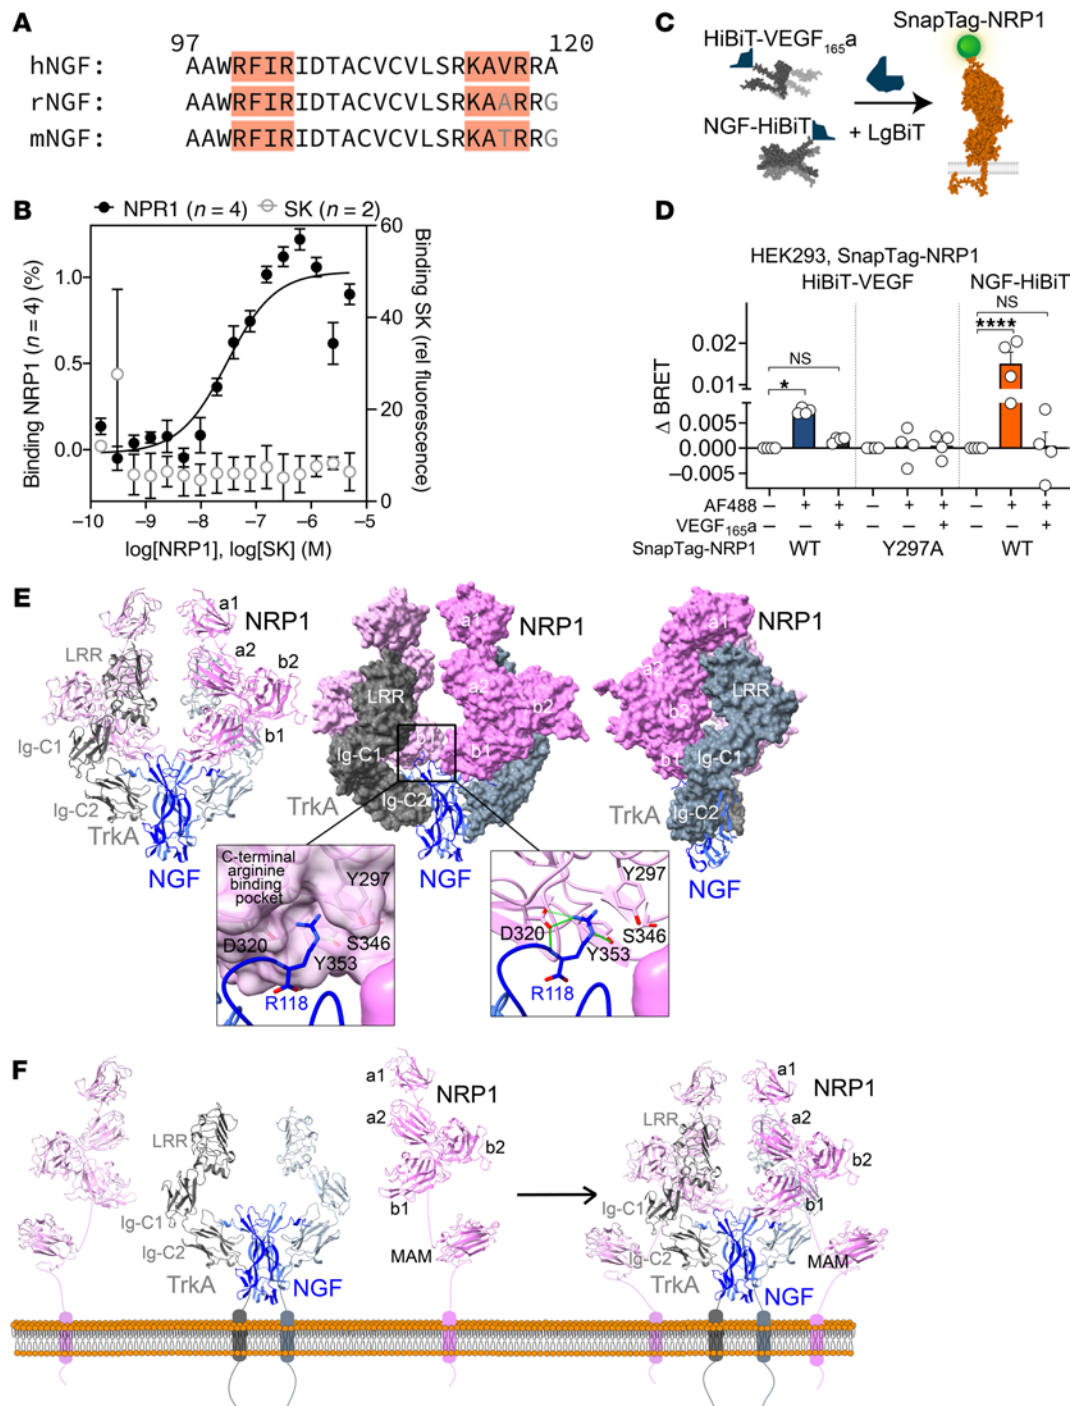 A
97 120
hNGF: AAWRFIRIDTACVCVLSRKAVRRA
rNGF: AAWRFIRIDTACVCVLSRKAARRG
mNGF: AAWRFIRIDTACVCVLSRKATRRG
B
NPR1 (n = 4) SK (n = 2)
Binding NRP1 (n = 4) (%)
1.0
0.5
0.0
60
40
20
0
Binding SK (rel fluorescence)
–10 –9 –8 –7 –6 –5
log[NRP1], log[SK] (M)
C
SnapTag-NRP1
HiBiT-VEGF165a
NGF-HiBiT
+ LgBiT
D
HEK293, SnapTag-NRP1
HiBiT-VEGF NGF-HiBiT
NS
NS
****
*
Δ BRET
0.02
0.01
0.005
0.000
–0.005
AF488 – + + – + + – + +
VEGF165a – – + – – + – – +
SnapTag-NRP1 WT Y297A WT
E
a1
NRP1
LRR
a2
b2
Ig-C1
b1
Ig-C2
TrkA
NGF
a1
NRP1
a2
LRR
b2
b1
b1
Ig-C1
Ig-C2
TrkA
NGF
a1
NRP1
a2
LRR
b2
Ig-C1
b1
Ig-C2
NGF
C-terminal
arginine
binding
pocket
Y297
D320
S346
Y353
R118
Y297
D320
S346
Y353
R118
F
LRR
Ig-C1
Ig-C2
TrkA
NGF
a1
NRP1
a2
b2
b1
MAM
a1
NRP1
LRR
a2
b2
Ig-C1
b1
Ig-C2
MAM
TrkA
NGF